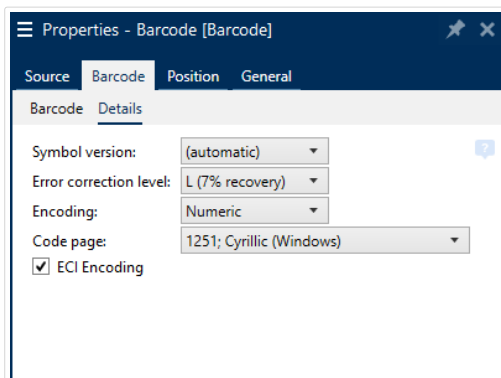 Properties - Barcode [Barcode]
Source Barcode Position General
Barcode Details
Symbol version: (automatic)
Error correction level: L (7% recovery)
Encoding: Numeric
Code page: 1251; Cyrillic (Windows)
ECI Encoding
?